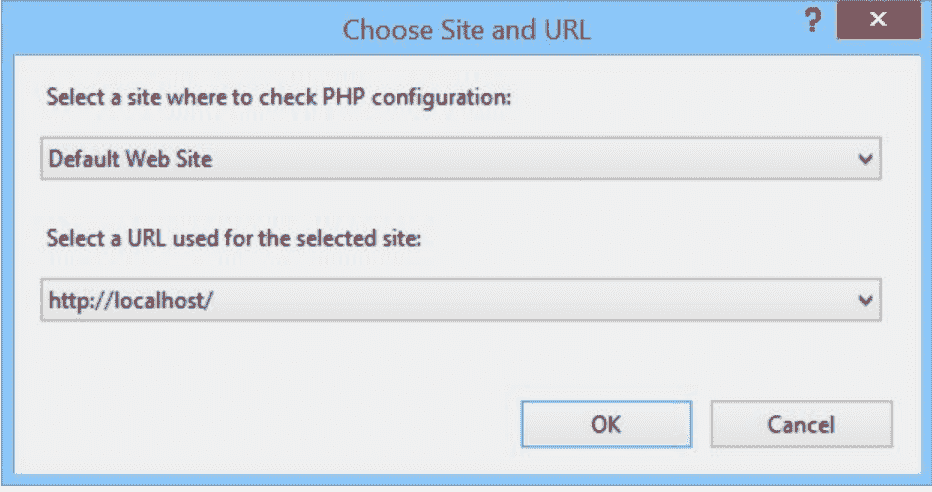 Choose Site and URL
?
Select a site where to check PHP configuration:
Default Web Site
Select a URL used for the selected site:
http://localhost/
OK
Cancel